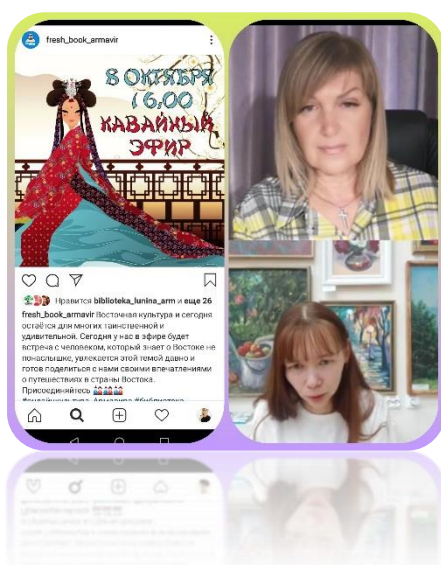 fresh_book_armavir
8 ОКТЯБРЯ
16,00
КАВАЙНЫЙ
ЭФИР
Нравится biblioteka_lunina_arm и еще 26
fresh_book_armavir Восточная культура и сегодня
остаётся для многих таинственной и
удивительной. Сегодня у нас в эфире будет
встреча с человеком, который знает о Востоке не
понаслышке, увлекается этой темой давно и
готов поделиться с нами своими впечатлениями
о путешествиях в страны Востока.
Присоединяйтесь